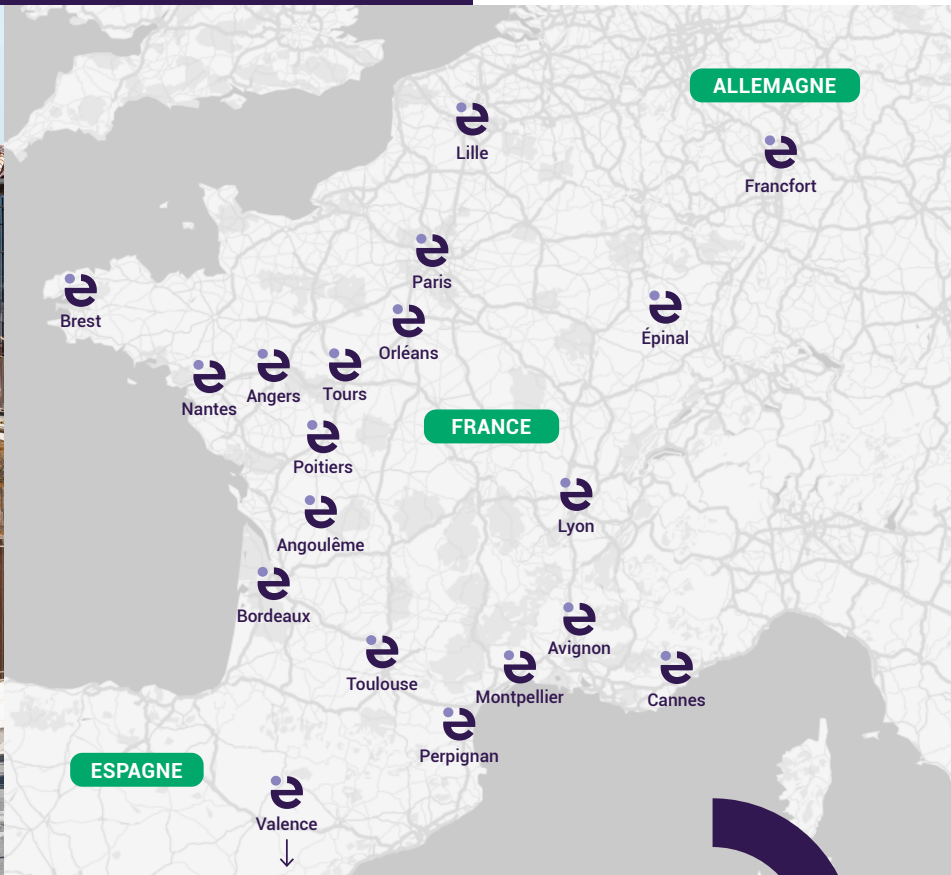 ALLEMAGNE
Lille
Francfort
Paris
Brest
Épinal
Orléans
Angers
Tours
Nantes
FRANCE
Poitiers
Lyon
Angoulême
Bordeaux
Avignon
Toulouse
Montpellier
Cannes
Perpignan
ESPAGNE
Valence